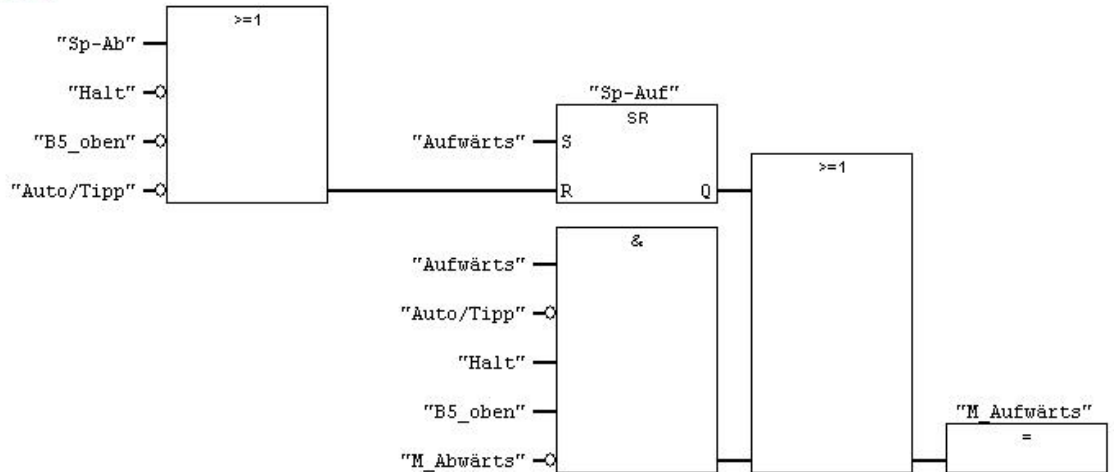 >=1
"Sp-Ab"
"Halt"
"B5_oben"
"Auto/Tipp"
"Sp-Auf"
SR
"Aufwärts" S
R Q
>=1
&
"Aufwärts"
"Auto/Tipp"
"Halt"
"B5_oben"
"M_Abwärts"
"M_Aufwärts"
=